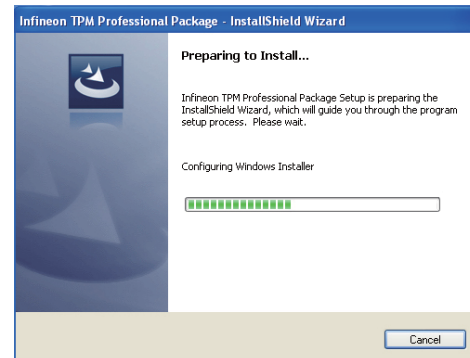 Infineon TPM Professional Package - InstallShield Wizard
Preparing to Install...
Infineon TPM Professional Package Setup is preparing the
InstallShield Wizard, which will guide you through the program
setup process. Please wait.
Configuring Windows Installer
Cancel